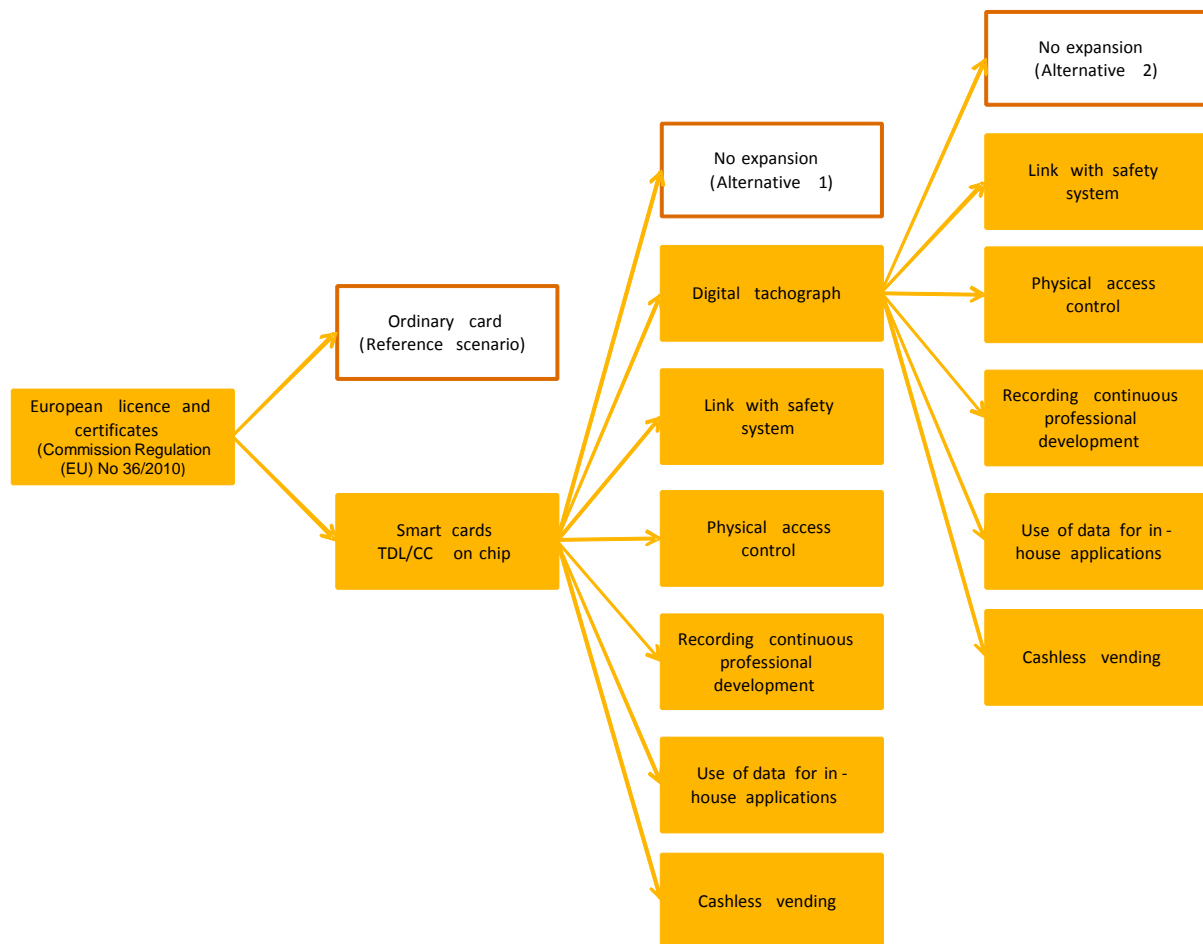 European licence and
certificates
(Commission Regulation
(EU) No 36/2010)
Ordinary card
(Reference scenario)
Smart cards
TDL/CC on chip
No expansion
(Alternative 1)
Digital tachograph
Link with safety
system
Physical access
control
Recording continuous
professional
development
Use of data for in -
house applications
Cashless vending
No expansion
(Alternative 2)
Link with safety
system
Physical access
control
Recording continuous
professional
development
Use of data for in -
house applications
Cashless vending